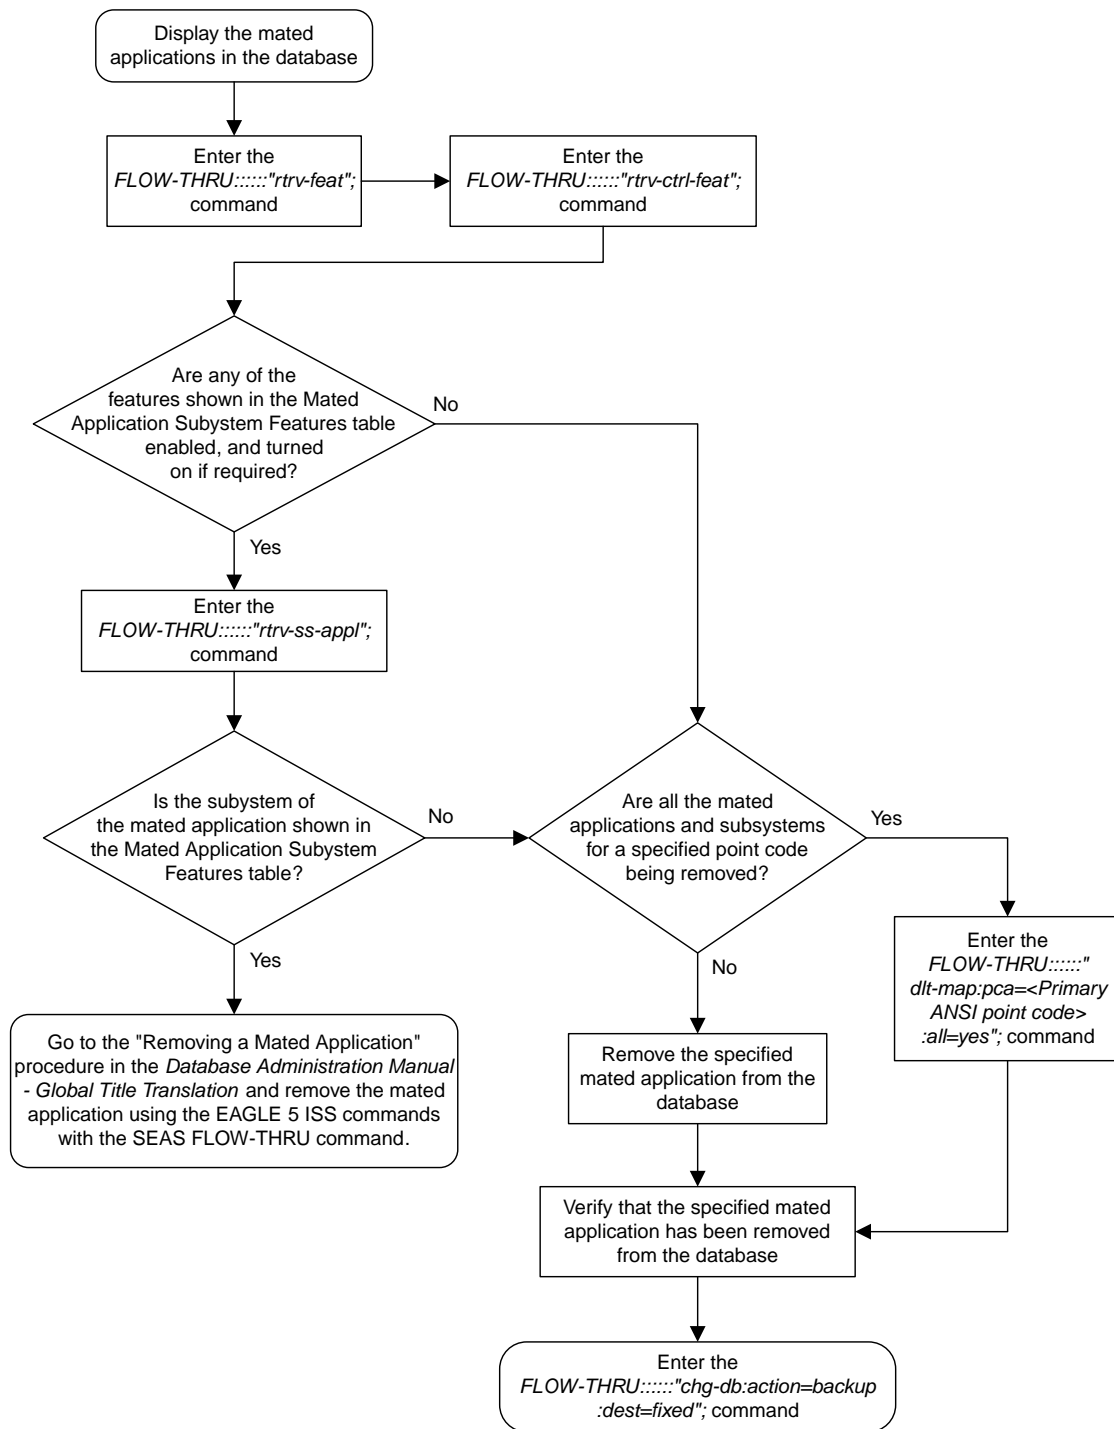 Display the mated
applications in the database
Enter the
FLOW-THRU::::::"rtrv-feat";
command
Enter the
FLOW-THRU::::::"rtrv-ctrl-feat";
command
Are any of the
features shown in the Mated
Application Subystem Features table
enabled, and turned
on if required?
No
Yes
Enter the
FLOW-THRU::::::"rtrv-ss-appl";
command
Is the subystem of
the mated application shown in
the Mated Application Subystem
Features table?
No
Yes
Are all the mated
applications and subsystems
for a specified point code
being removed?
Yes
No
Enter the
FLOW-THRU::::::"
dlt-map:pca=<Primary
ANSI point code>
:all=yes"; command
Go to the "Removing a Mated Application"
procedure in the Database Administration Manual
- Global Title Translation and remove the mated
application using the EAGLE 5 ISS commands
with the SEAS FLOW-THRU command.
Remove the specified
mated application from the
database
Verify that the specified mated
application has been removed
from the database
Enter the
FLOW-THRU::::::"chg-db:action=backup
:dest=fixed"; command